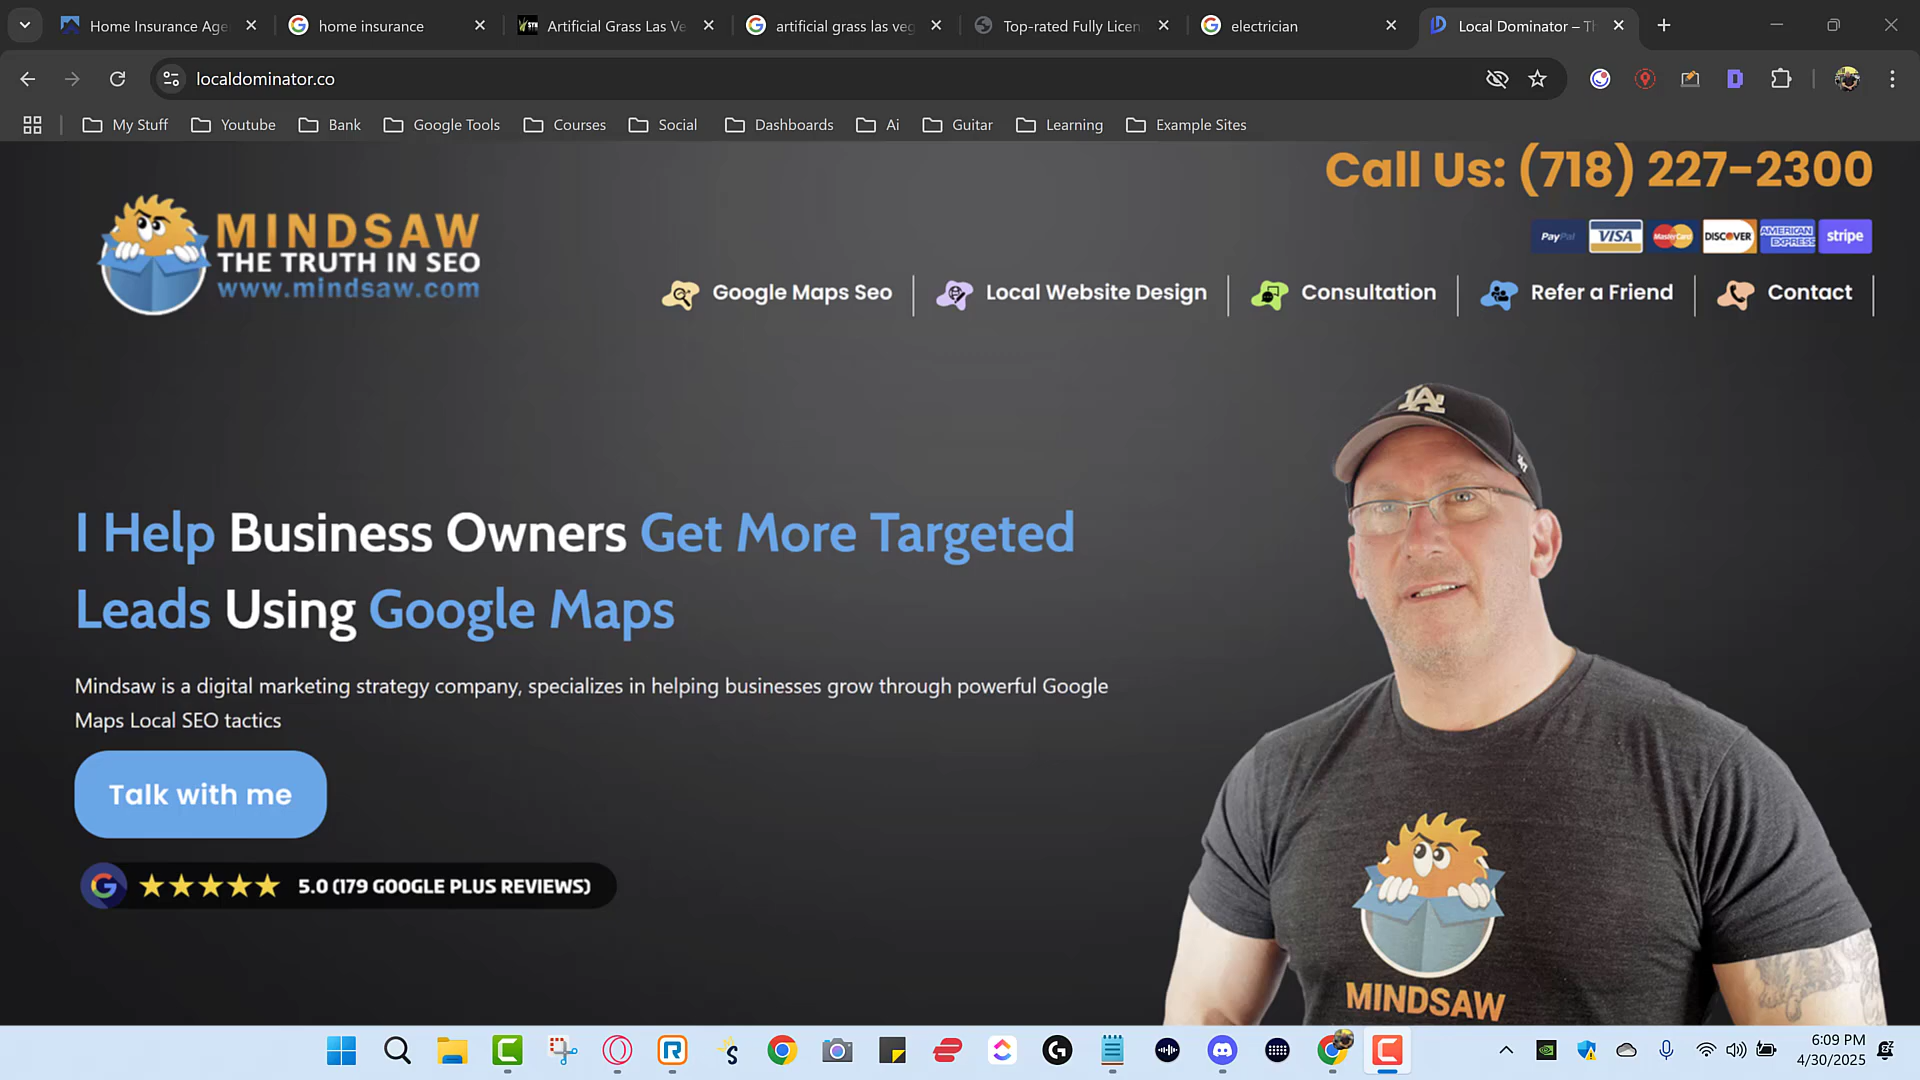 Home Insurance Age
home insurance
Artificial Grass Las Ve
artificial grass las veg
Top-rated Fully Licen
electrician
Local Dominator – Th
localdominator.co
My Stuff
Youtube
Bank
Google Tools
Courses
Social
Dashboards
Ai
Guitar
Learning
Example Sites
Call Us: (718) 227-2300
MINDSAW
THE TRUTH IN SEO
www.mindsaw.com
PayPal
VISA
MasterCard
DISCOVER
AMERICAN
EXPRESS
stripe
Google Maps Seo
Local Website Design
Consultation
Refer a Friend
Contact
LA
I Help Business Owners Get More Targeted
Leads Using Google Maps
Mindsaw is a digital marketing strategy company, specializes in helping businesses grow through powerful Google
Maps Local SEO tactics
Talk with me
5.0 (179 GOOGLE PLUS REVIEWS)
MINDSAW
6:09 PM
4/30/2025